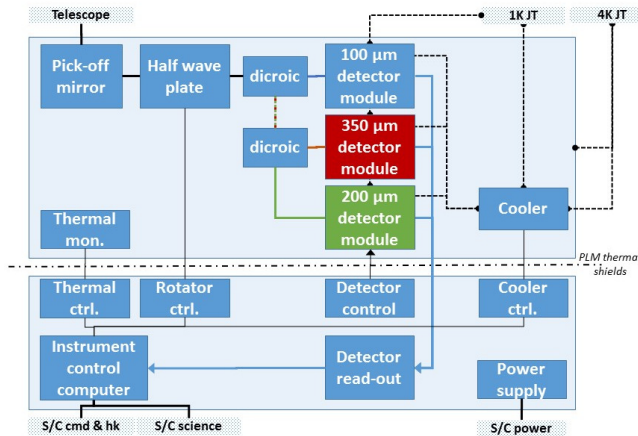 Telescope
1K JT
4K JT
Pick-off
mirror
Half wave
plate
dicroic
100 µm
detector
module
dicroic
350 µm
detector
module
200 µm
detector
module
Cooler
Thermal
mon.
PLM therma
shields
Thermal
ctrl.
Rotator
ctrl.
Detector
control
Cooler
ctrl.
Instrument
control
computer
Detector
read-out
Power
supply
S/C cmd & hk
S/C science
S/C power